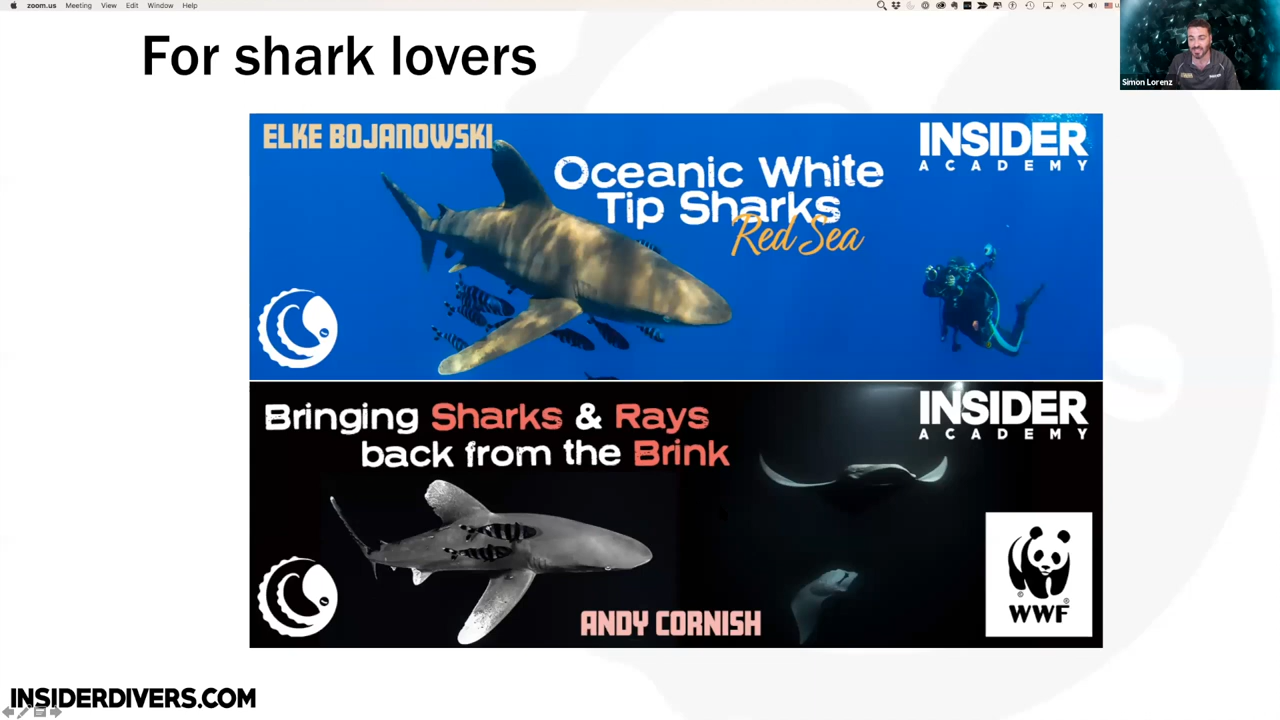 zoom.us Meeting View Edit Window Help
For shark lovers
Simon Lorenz
ELKE BOJANOWSKI
Oceanic White
Tip Sharks
Red Sea
INSIDER
ACADEMY
Bringing Sharks & Rays
back from the Brink
INSIDER
ACADEMY
ANDY CORNISH
WWF
INSIDERDIVERS.COM